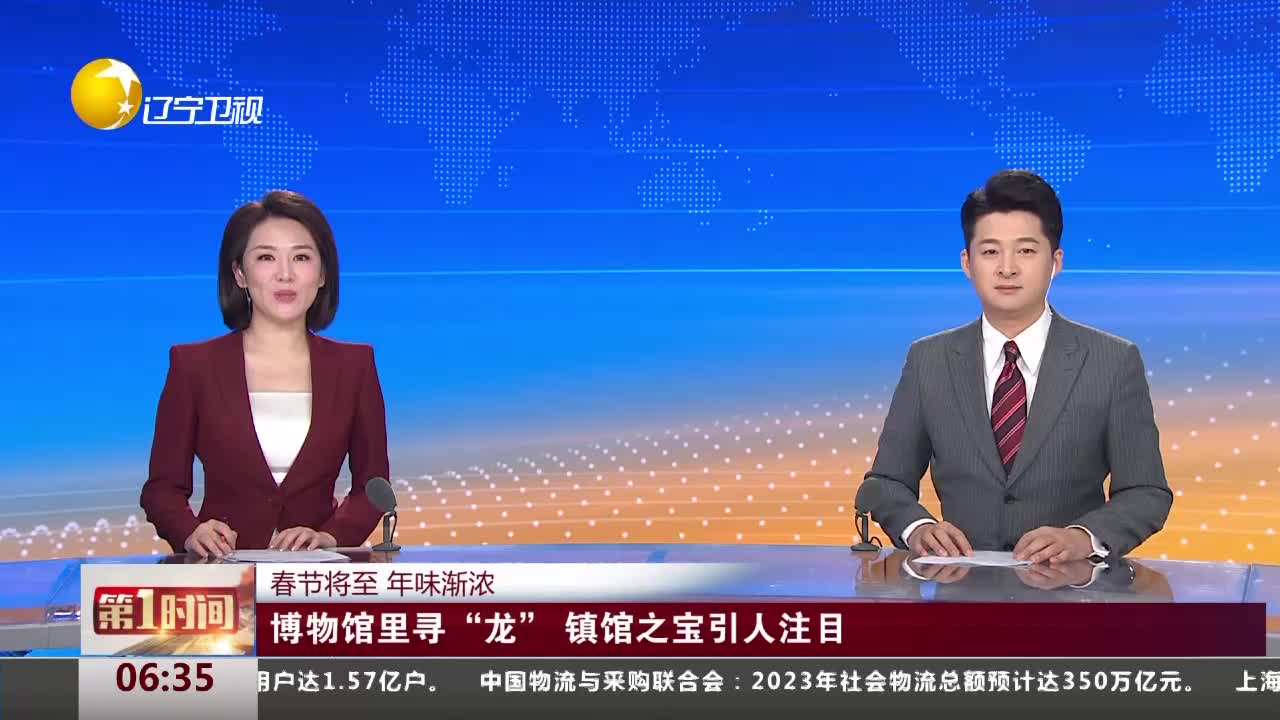 辽宁卫视
春节将至 年味渐浓
第1时间
博物馆里寻“龙” 镇馆之宝引人注目
06:35
用户达1.57亿户。 中国物流与采购联合会:2023年社会物流总额预计达350万亿元。 上海